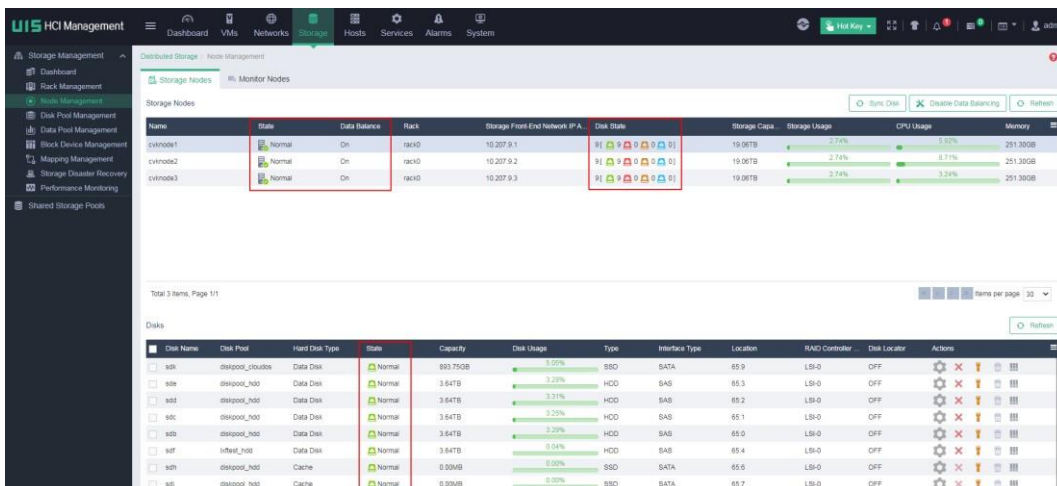 UIS HCI Management
Dashboard VMs Networks Storage Hosts Services Alarms System
Hot Key
Storage Management
Dashboard
Rack Management
Node Management
Disk Pool Management
Data Pool Management
Block Device Management
Mapping Management
Storage Disaster Recovery
Performance Monitoring
Shared Storage Pools
Distributed Storage / Node Management
Storage Nodes Monitor Nodes
Storage Nodes Sync Disk Disable Data Balancing Refresh
Name State Data Balance Rack Storage Front-End Network IP A... Disk State Storage Capa... Storage Usage CPU Usage Memory
cvknode1 Normal On rack0 10.207.9.1 9[ 9 0 0 0] 19.06TB 2.74% 5.92% 251.30GB
cvknode2 Normal On rack0 10.207.9.2 9[ 9 0 0 0] 19.06TB 2.74% 8.71% 251.30GB
cvknode3 Normal On rack0 10.207.9.3 9[ 9 0 0 0] 19.06TB 2.74% 3.24% 251.30GB
Total 3 Items, Page 1/1 Items per page 30
Disks Refresh
Disk Name Disk Pool Hard Disk Type State Capacity Disk Usage Type Interface Type Location RAID Controller ... Disk Locator Actions
sdk diskpool_cloudos Data Disk Normal 893.75GB 5.05% SSD SATA 65:9 LSI-0 OFF
sde diskpool_hdd Data Disk Normal 3.64TB 3.28% HDD SAS 65:3 LSI-0 OFF
sdd diskpool_hdd Data Disk Normal 3.64TB 3.31% HDD SAS 65:2 LSI-0 OFF
sdc diskpool_hdd Data Disk Normal 3.64TB 3.25% HDD SAS 65:1 LSI-0 OFF
sdb diskpool_hdd Data Disk Normal 3.64TB 3.28% HDD SAS 65:0 LSI-0 OFF
sdf Data Disk Normal 3.64TB 0.04% HDD SAS 65:4 LSI-0 OFF
sdh diskpool_hdd Cache Normal 0.00MB 0.00% SSD SATA 65:6 LSI-0 OFF
sdi diskpool_hdd Cache Normal 0.00MB 0.00% SSD SATA 65:7 LSI-0 OFF